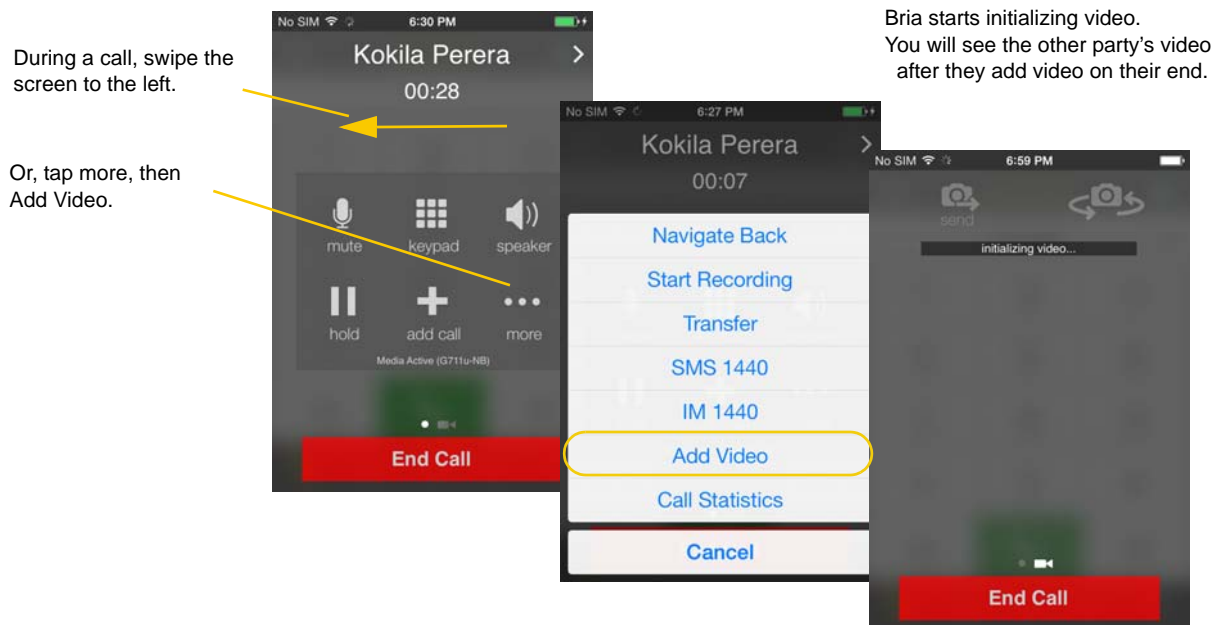 During a call, swipe the
screen to the left.
Or, tap more, then
Add Video.
No SIM 6:30 PM
Kokila Perera
00:28
mute keypad speaker
hold add call more
Media Active (G711u-NB)
End Call
No SIM 6:27 PM
Kokila Perera
00:07
Navigate Back
Start Recording
Transfer
SMS 1440
IM 1440
Add Video
Call Statistics
Cancel
Bria starts initializing video.
You will see the other party’s video
after they add video on their end.
No SIM 6:59 PM
send
initializing video...
End Call